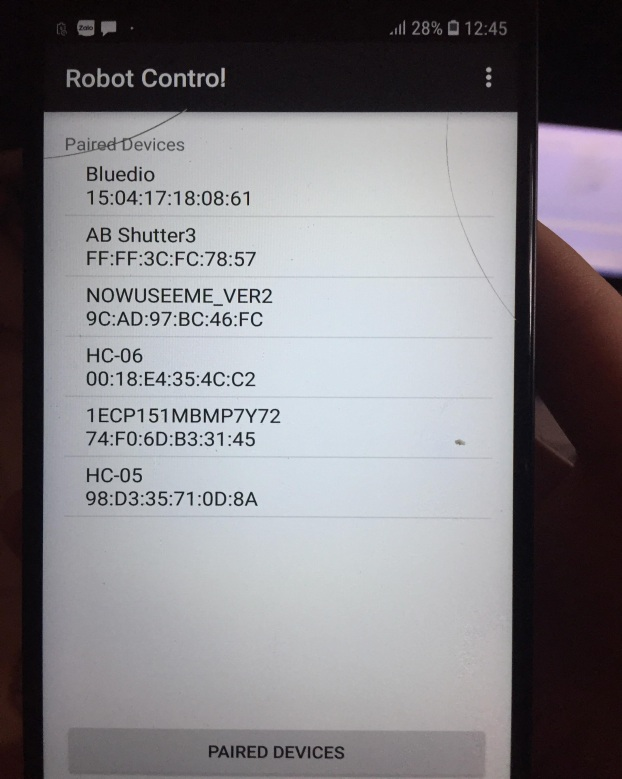 Zalo
28%
12:45
Robot Control!
Paired Devices
Bluedio
15:04:17:18:08:61
AB Shutter3
FF:FF:3C:FC:78:57
NOWUSEEME_VER2
9C:AD:97:BC:46:FC
HC-06
00:18:E4:35:4C:C2
1ECP151MBMP7Y72
74:F0:6D:B3:31:45
HC-05
98:D3:35:71:0D:8A
PAIRED DEVICES